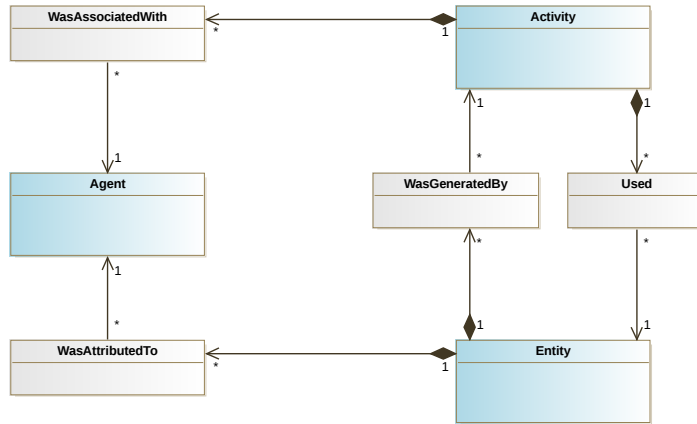 WasAssociatedWith
Activity
*
1
*
1
1
*
*
1
Agent
WasGeneratedBy
Used
1
*
*
*
1
1
WasAttributedTo
Entity
*
1